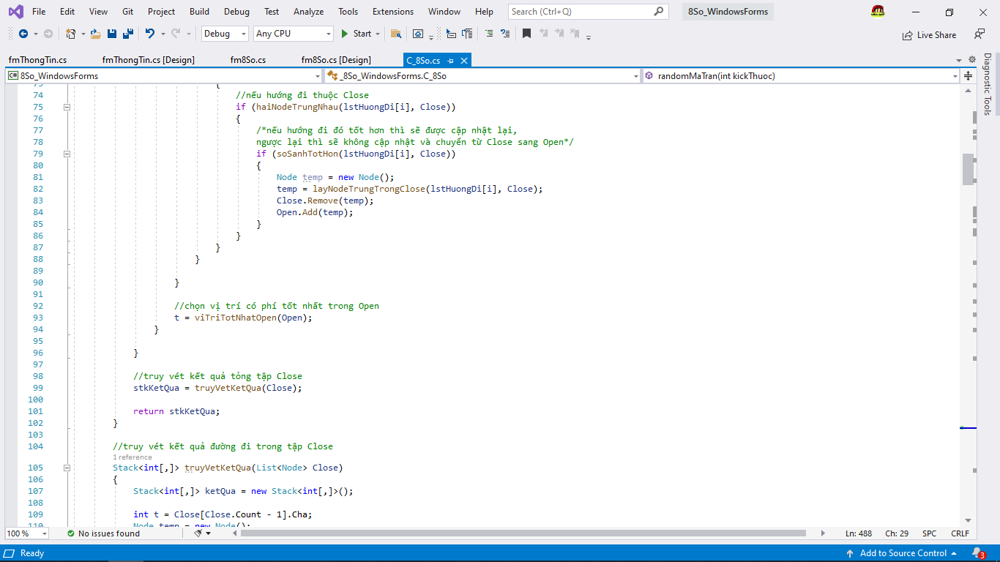 File Edit View Git Project Build Debug Test Analyze Tools Extensions Window Help Search (Ctrl+Q) 8So_WindowsForms
Debug Any CPU Start Live Share
fmThongTin.cs fmThongTin.cs [Design] fm8So.cs fm8So.cs [Design] C_8So.cs
Diagnostic Tools
C# 8So_WindowsForms _8So_WindowsForms.C_8So randomMaTran(int kickThuoc)
73 {
74 //nếu hướng đi thuộc Close
75 if (haiNodeTrungNhau(lstHuongDi[i], Close))
76 {
77 /*nếu hướng đi đó tốt hơn thì sẽ được cập nhật lại,
78 ngược lại thì sẽ không cập nhật và chuyển từ Close sang Open*/
79 if (soSanhTotHon(lstHuongDi[i], Close))
80 {
81 Node temp = new Node();
82 temp = layNodeTrungTrongClose(lstHuongDi[i], Close);
83 Close.Remove(temp);
84 Open.Add(temp);
85 }
86 }
87 }
88 }
89
90 }
91
92 //chọn vị trí có phí tốt nhất trong Open
93 t = viTriTotNhatOpen(Open);
94 }
95
96 }
97
98 //truy vét kết quả tỏng tập Close
99 stkKetQua = truyVetKetQua(Close);
100
101 return stkKetQua;
102 }
103
104 //truy vét kết quả đường đi trong tập Close
1 reference
105 Stack<int[,]> truyVetKetQua(List<Node> Close)
106 {
107 Stack<int[,]> ketQua = new Stack<int[,]>();
108
109 int t = Close[Close.Count - 1].Cha;
110 Node temp = new Node();
100 % No issues found Ln: 488 Ch: 29 SPC CRLF
Ready Add to Source Control 3